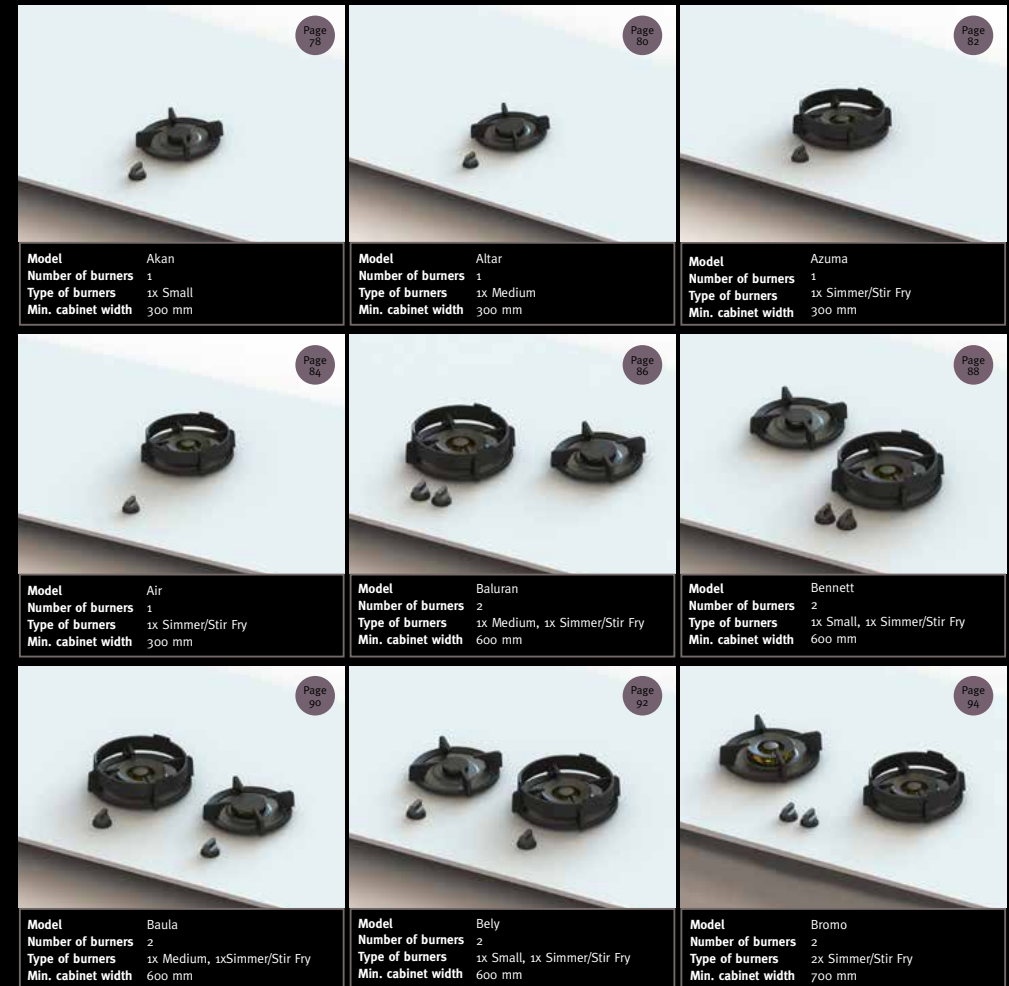 Page
78
Model Akan
Number of burners 1
Type of burners 1x Small
Min. cabinet width 300 mm
Page
80
Model Altar
Number of burners 1
Type of burners 1x Medium
Min. cabinet width 300 mm
Page
82
Model Azuma
Number of burners 1
Type of burners 1x Simmer/Stir Fry
Min. cabinet width 300 mm
Page
84
Model Air
Number of burners 1
Type of burners 1x Simmer/Stir Fry
Min. cabinet width 300 mm
Page
86
Model Baluran
Number of burners 2
Type of burners 1x Medium, 1x Simmer/Stir Fry
Min. cabinet width 600 mm
Page
88
Model Bennett
Number of burners 2
Type of burners 1x Small, 1x Simmer/Stir Fry
Min. cabinet width 600 mm
Page
90
Model Baula
Number of burners 2
Type of burners 1x Medium, 1xSimmer/Stir Fry
Min. cabinet width 600 mm
Page
92
Model Bely
Number of burners 2
Type of burners 1x Small, 1x Simmer/Stir Fry
Min. cabinet width 600 mm
Page
94
Model Bromo
Number of burners 2
Type of burners 2x Simmer/Stir Fry
Min. cabinet width 700 mm